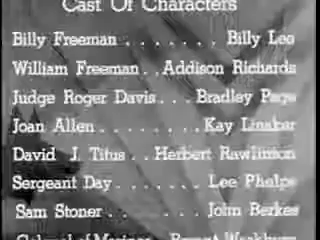 Cast Of Characters
Billy Freeman . . . . . . . Billy Lee
William Freeman . . Addison Richards
Judge Roger Davis . . . Bradley Page
Joan Allen . . . . . . . . Kay Linaker
David J. Titus . . Herbert Rawlinson
Sergeant Day . . . . . . Lee Phelps
Sam Stoner . . . . . . John Berkes